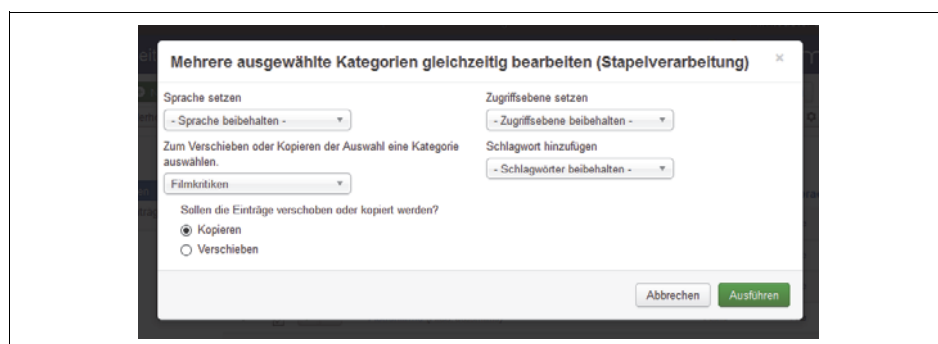 Mehrere ausgewählte Kategorien gleichzeitig bearbeiten (Stapelverarbeitung) ×
Sprache setzen
- Sprache beibehalten -
Zum Verschieben oder Kopieren der Auswahl eine Kategorie
auswählen.
Filmkritiken
Sollen die Einträge verschoben oder kopiert werden?
Kopieren
Verschieben
Zugriffsebene setzen
- Zugriffsebene beibehalten -
Schlagwort hinzufügen
- Schlagwörter beibehalten -
Abbrechen
Ausführen